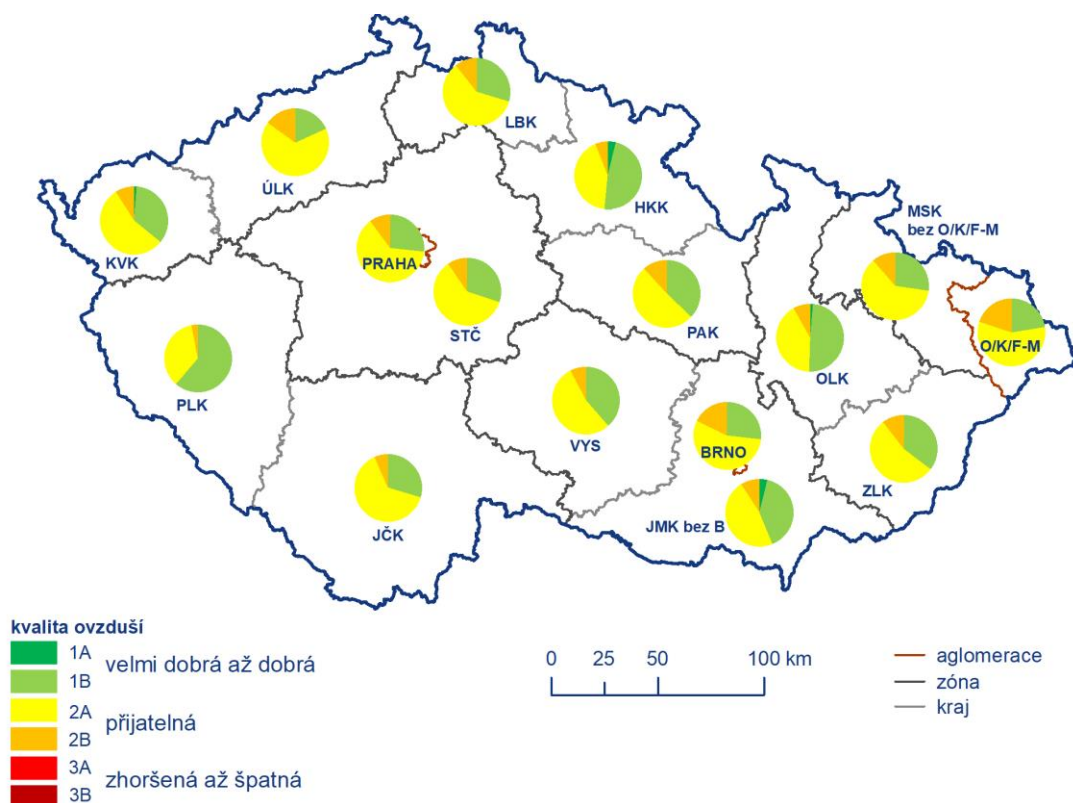 LBK
ÚLK
HKK
MSK
bez O/K/F-M
KVK
PRAHA
STČ
PAK
O/K/F-M
OLK
PLK
VYS
BRNO
ZLK
JČK
JMK bez B
kvalita ovzduší
1A
velmi dobrá až dobrá
1B
2A
přijatelná
2B
3A
zhoršená až špatná
3B
0 25 50 100 km
aglomerace
zóna
kraj